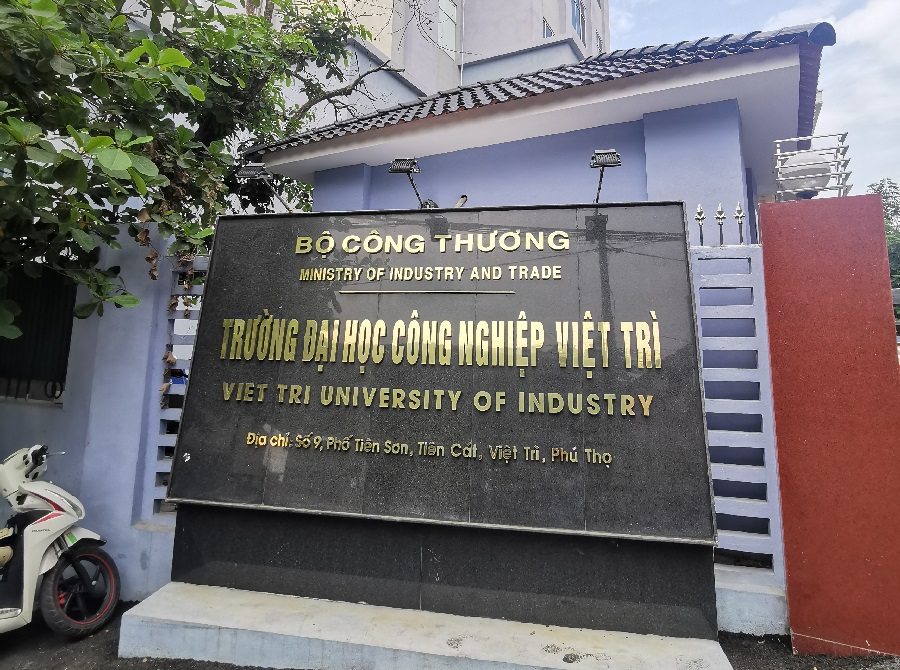 BỘ CÔNG THƯƠNG
MINISTRY OF INDUSTRY AND TRADE
TRƯỜNG ĐẠI HỌC CÔNG NGHIỆP VIỆT TRÌ
VIET TRI UNIVERSITY OF INDUSTRY
Địa chỉ: Số 9, Phố Tiên Sơn, Tiên Cát, Việt Trì, Phú Thọ